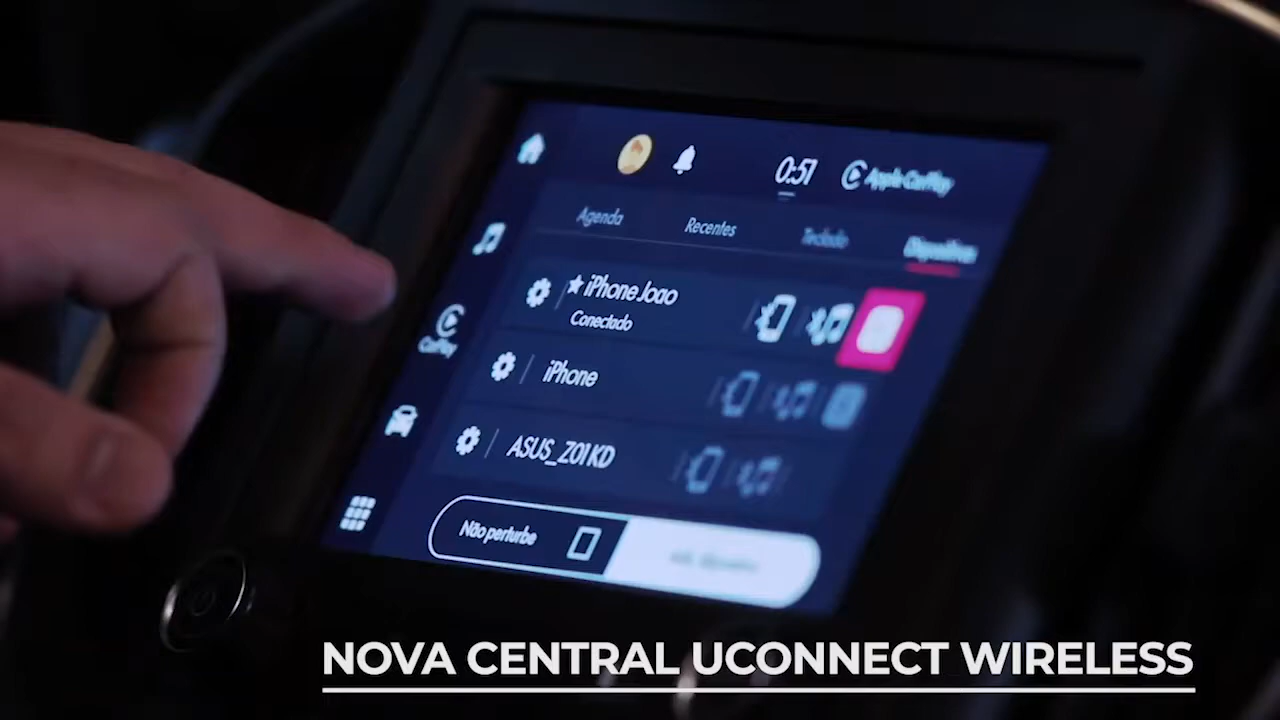 0:51
Apple CarPlay
Agenda
Recentes
Teclado
Dispositivos
iPhone Joao
Conectado
CarPlay
iPhone
ASUS_Z01KD
Não perturbe
NOVA CENTRAL UCONNECT WIRELESS